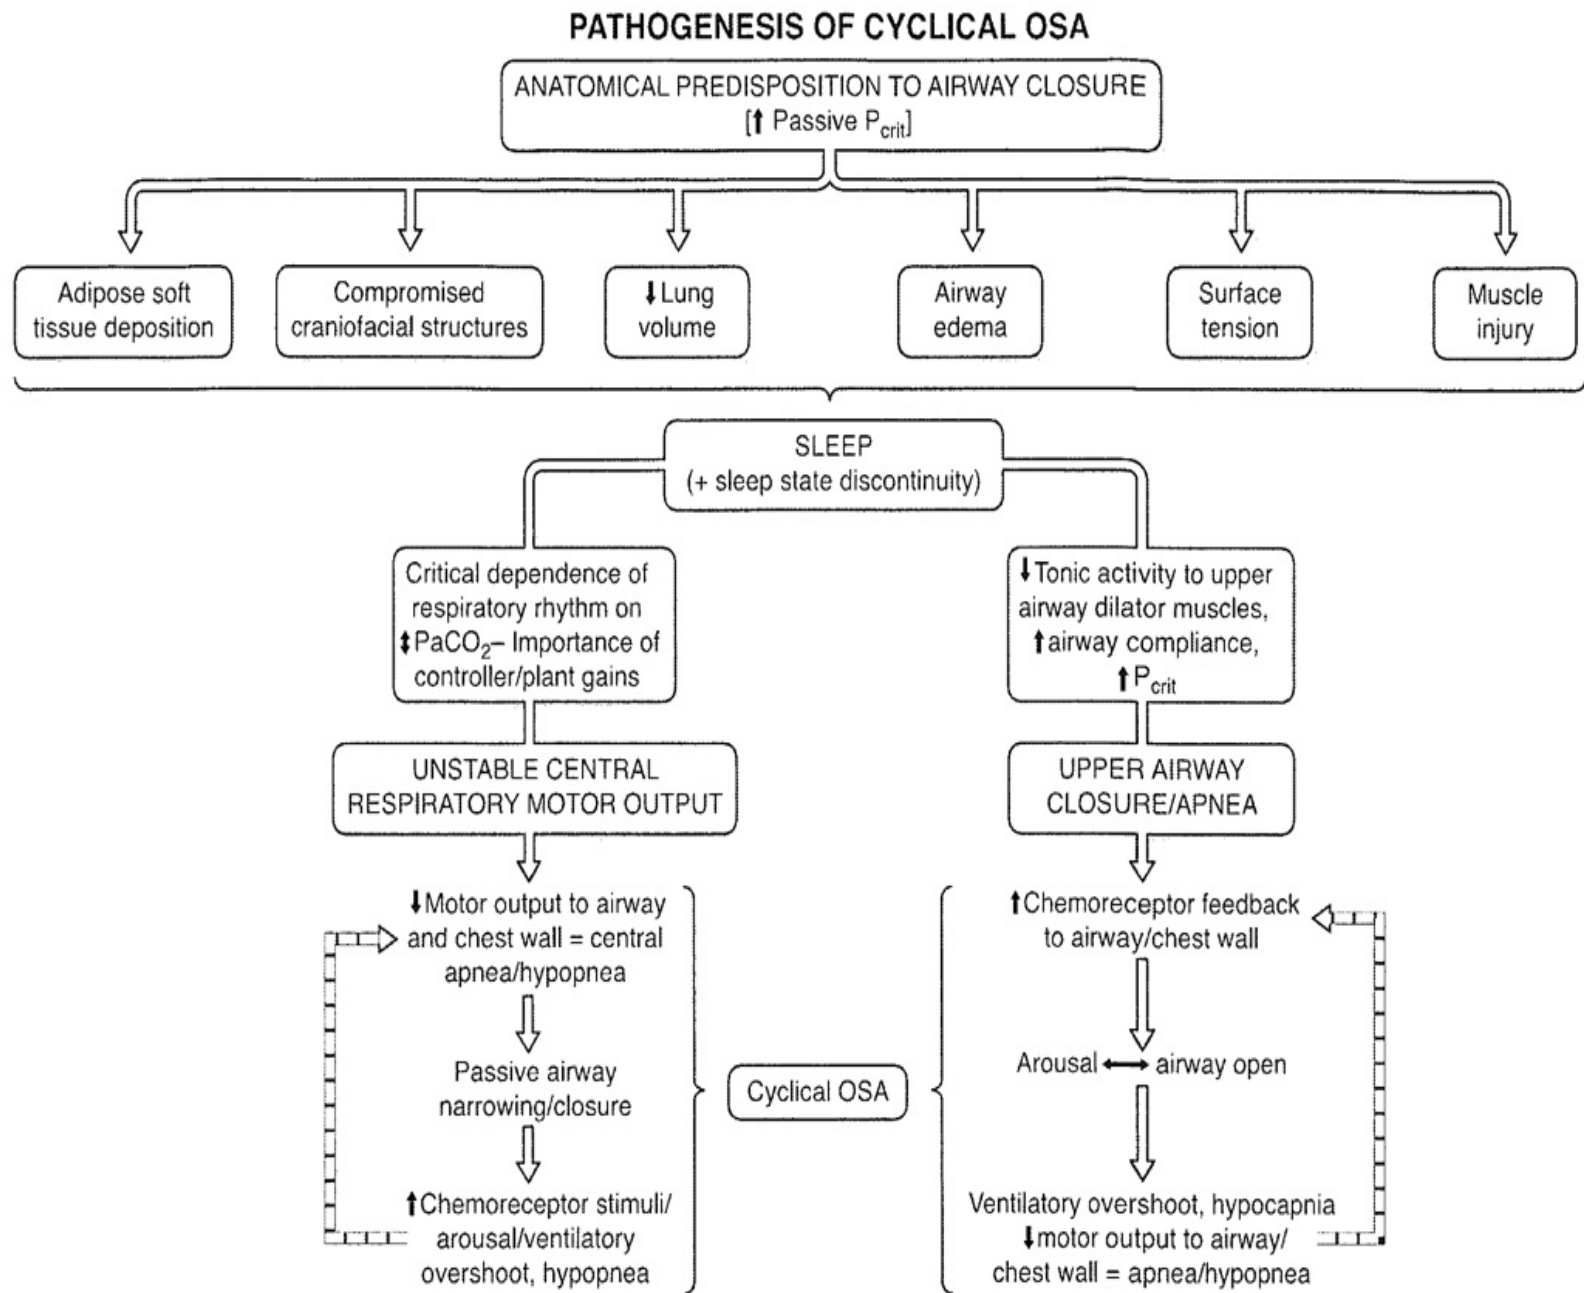 PATHOGENESIS OF CYCLICAL OSA
ANATOMICAL PREDISPOSITION TO AIRWAY CLOSURE
[⬆ Passive P_crit]
Adipose soft
tissue deposition
Compromised
craniofacial structures
⬇Lung
volume
Airway
edema
Surface
tension
Muscle
injury
SLEEP
(+ sleep state discontinuity)
Critical dependence of
respiratory rhythm on
⬍PaCO₂– Importance of
controller/plant gains
⬇Tonic activity to upper
airway dilator muscles,
⬆airway compliance,
⬆P_crit
UNSTABLE CENTRAL
RESPIRATORY MOTOR OUTPUT
UPPER AIRWAY
CLOSURE/APNEA
⬇Motor output to airway
and chest wall = central
apnea/hypopnea
Passive airway
narrowing/closure
⬆Chemoreceptor stimuli/
arousal/ventilatory
overshoot, hypopnea
Cyclical OSA
⬆Chemoreceptor feedback
to airway/chest wall
Arousal ⟷ airway open
Ventilatory overshoot, hypocapnia
⬇motor output to airway/
chest wall = apnea/hypopnea